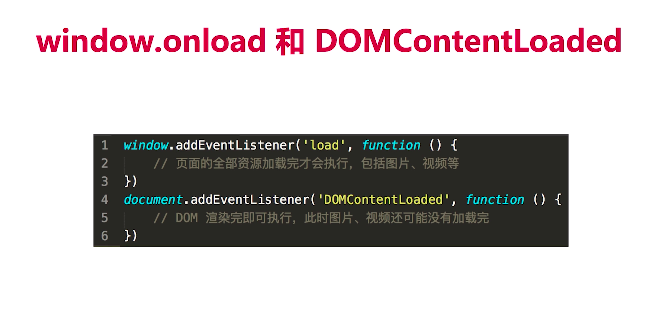 window.onload 和 DOMContentLoaded
1 window.addEventListener('load', function () {
2 // 页面的全部资源加载完才会执行，包括图片、视频等
3 })
4 document.addEventListener('DOMContentLoaded', function () {
5 // DOM 渲染完即可执行，此时图片、视频还可能没有加载完
6 })